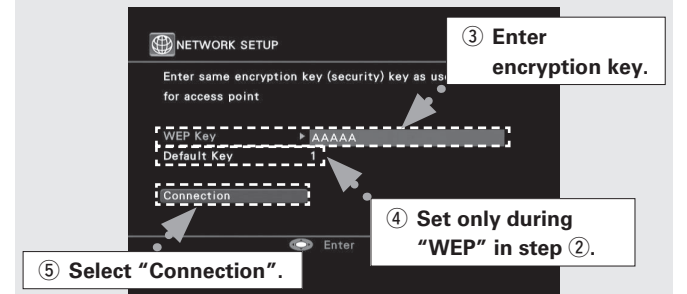 NETWORK SETUP
③ Enter
encryption key.
Enter same encryption key (security) key as
for access point
WEP Key AAAAA
Default Key 1
Connection
④ Set only during
“WEP” in step ②.
Enter
⑤ Select “Connection”.